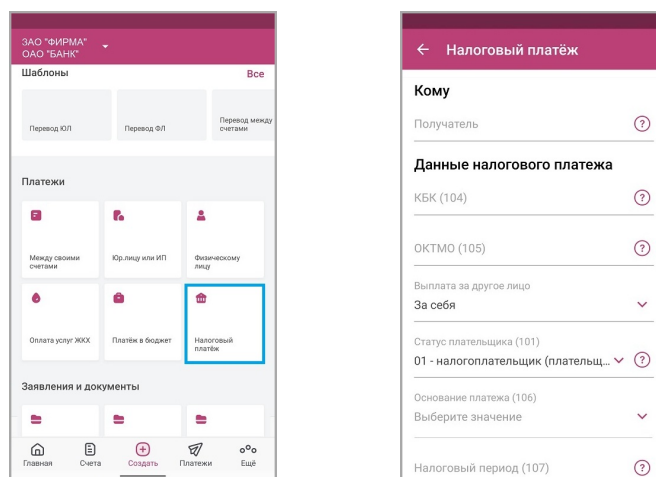 ЗАО "ФИРМА"
ОАО "БАНК"
Шаблоны Все
Перевод ЮЛ Перевод ФЛ Перевод между
счетами
Платежи
Между своими
счетами
Юр.лицу или ИП
Физическому
лицу
Оплата услуг ЖКХ
Платёж в бюджет
Налоговый
платёж
Заявления и документы
Главная Счета Создать Платежи Ещё
Налоговый платёж
Кому
Получатель
Данные налогового платежа
КБК (104)
ОКТМО (105)
Выплата за другое лицо
За себя
Статус плательщика (101)
01 - налогоплательщик (плательщ...
Основание платежа (106)
Выберите значение
Налоговый период (107)